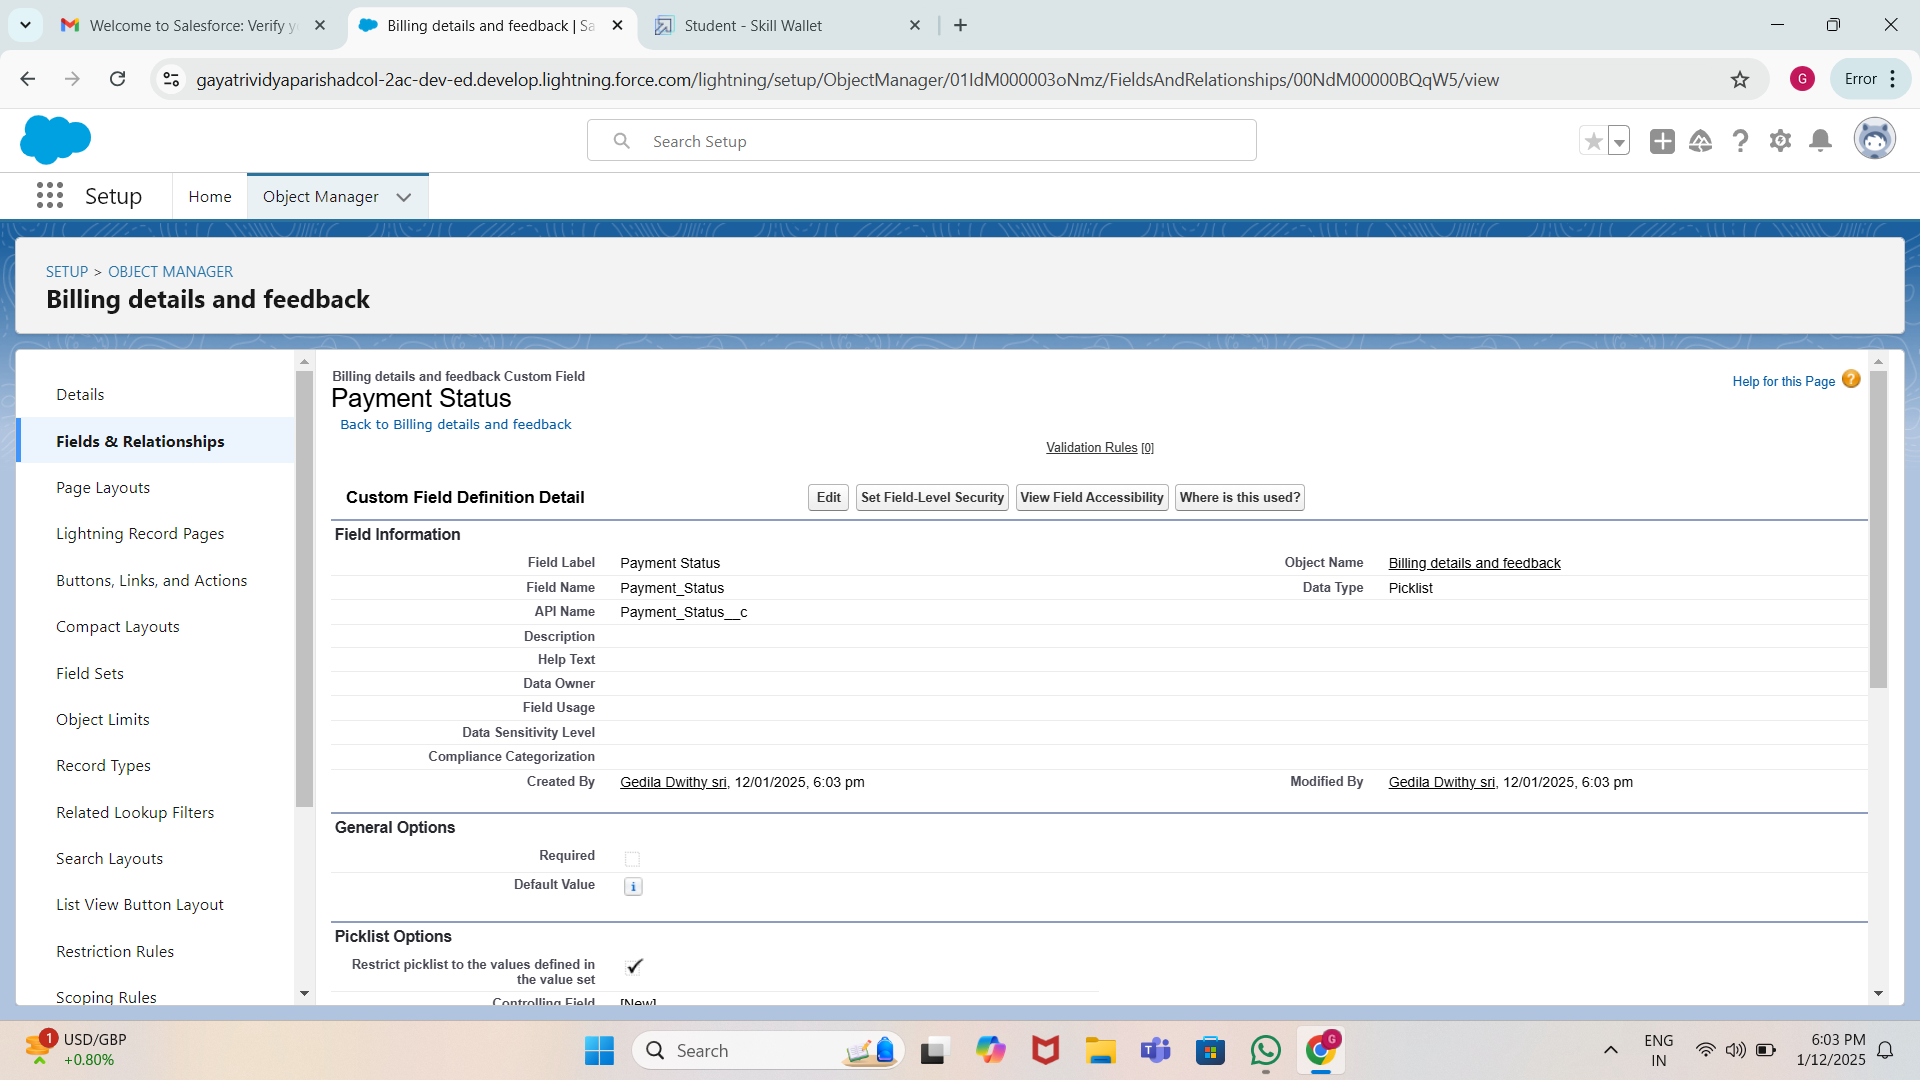 Welcome to Salesforce: Verify y
Billing details and feedback | Sa
Student - Skill Wallet
gayatrividyaparishadcol-2ac-dev-ed.develop.lightning.force.com/lightning/setup/ObjectManager/01IdM000003oNmz/FieldsAndRelationships/00NdM00000BQqW5/view
G
Error
Search Setup
Setup
Home
Object Manager
SETUP > OBJECT MANAGER
Billing details and feedback
Details
Fields & Relationships
Page Layouts
Lightning Record Pages
Buttons, Links, and Actions
Compact Layouts
Field Sets
Object Limits
Record Types
Related Lookup Filters
Search Layouts
List View Button Layout
Restriction Rules
Scoping Rules
Billing details and feedback Custom Field
Payment Status
Back to Billing details and feedback
Help for this Page
Validation Rules [0]
Custom Field Definition Detail
Edit
Set Field-Level Security
View Field Accessibility
Where is this used?
Field Information
Field Label Payment Status
Object Name Billing details and feedback
Field Name Payment_Status
Data Type Picklist
API Name Payment_Status__c
Description
Help Text
Data Owner
Field Usage
Data Sensitivity Level
Compliance Categorization
Created By Gedila Dwithy sri, 12/01/2025, 6:03 pm
Modified By Gedila Dwithy sri, 12/01/2025, 6:03 pm
General Options
Required
Default Value
Picklist Options
Restrict picklist to the values defined in
the value set
Controlling Field [New]
1
USD/GBP
+0.80%
Search
G
ENG
IN
6:03 PM
1/12/2025